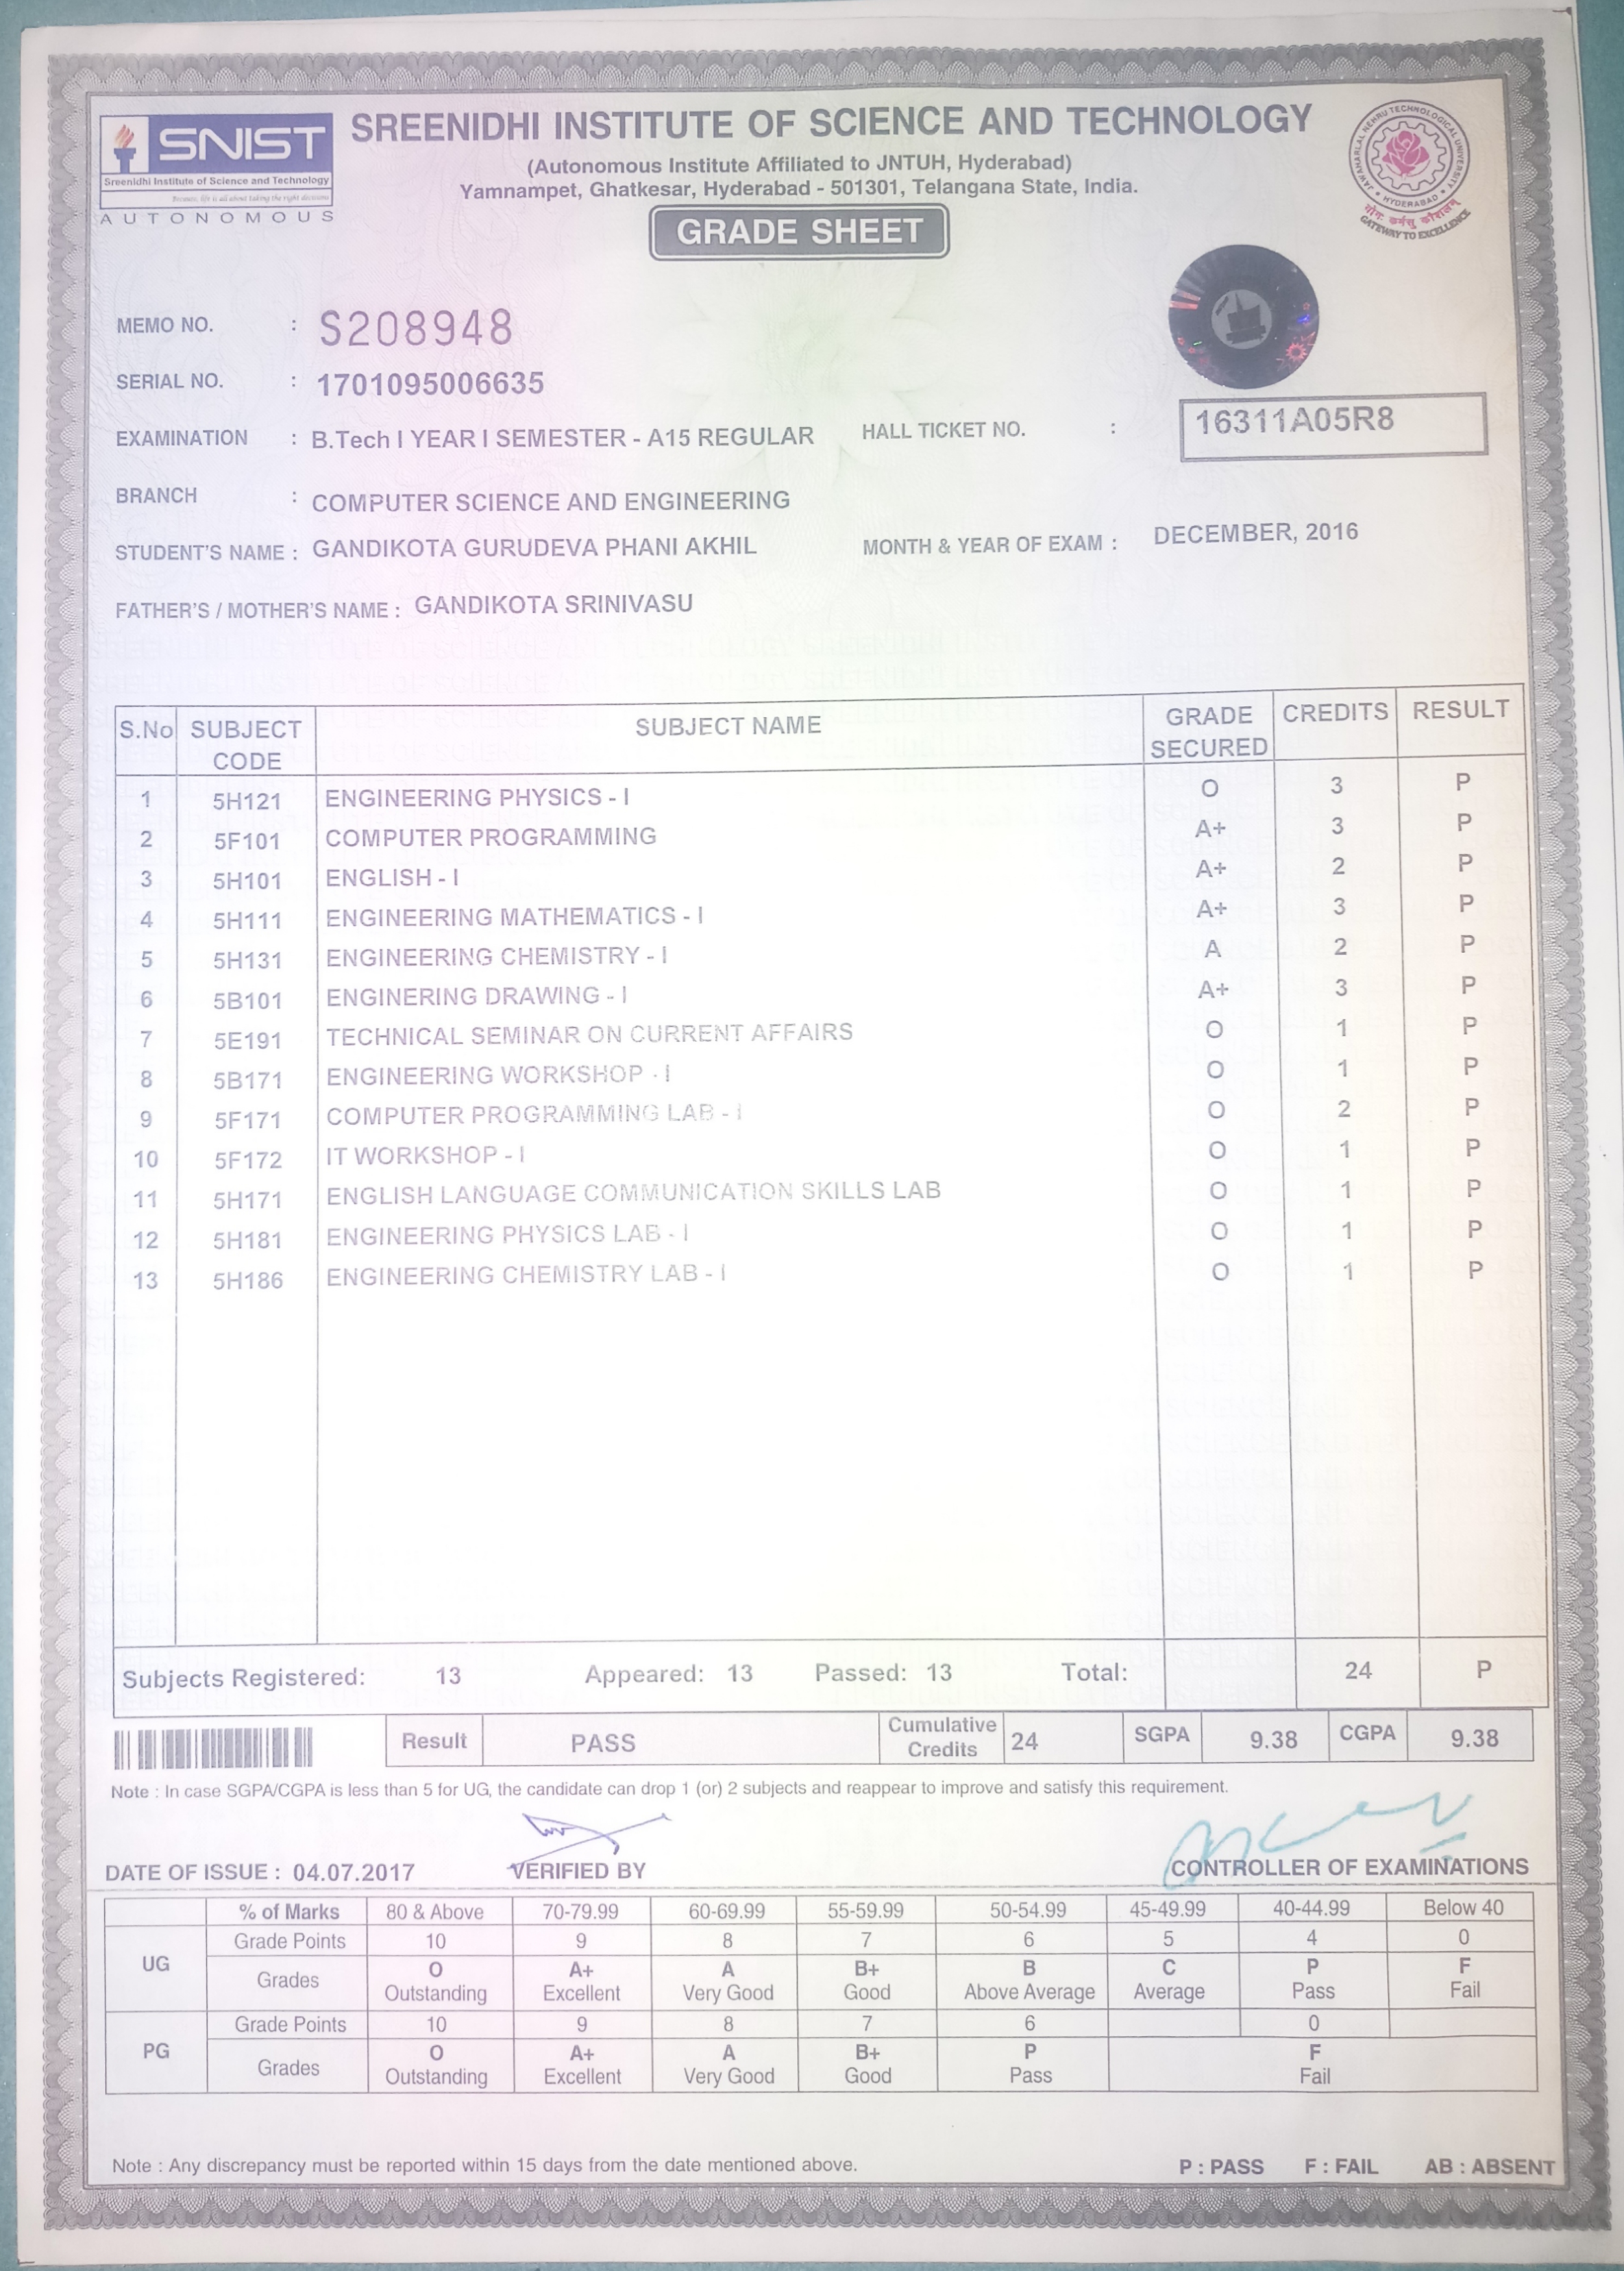 SNIST
Sreenidhi Institute of Science and Technology
Because, life is all about taking the right decisions
AUTONOMOUS
SREENIDHI INSTITUTE OF SCIENCE AND TECHNOLOGY
(Autonomous Institute Affiliated to JNTUH, Hyderabad)
Yamnampet, Ghatkesar, Hyderabad - 501301, Telangana State, India.
GRADE SHEET
JAWAHARLAL NEHRU TECHNOLOGICAL UNIVERSITY
HYDERABAD
योगः कर्मसु कौशलम्
GATEWAY TO EXCELLENCE
MEMO NO. : S208948
SERIAL NO. : 1701095006635
EXAMINATION : B.Tech I YEAR I SEMESTER - A15 REGULAR HALL TICKET NO. : 16311A05R8
BRANCH : COMPUTER SCIENCE AND ENGINEERING
STUDENT'S NAME : GANDIKOTA GURUDEVA PHANI AKHIL MONTH & YEAR OF EXAM : DECEMBER, 2016
FATHER'S / MOTHER'S NAME : GANDIKOTA SRINIVASU
S.No SUBJECT CODE SUBJECT NAME GRADE SECURED CREDITS RESULT
1 5H121 ENGINEERING PHYSICS - I O 3 P
2 5F101 COMPUTER PROGRAMMING A+ 3 P
3 5H101 ENGLISH - I A+ 2 P
4 5H111 ENGINEERING MATHEMATICS - I A+ 3 P
5 5H131 ENGINEERING CHEMISTRY - I A 2 P
6 5B101 ENGINERING DRAWING - I A+ 3 P
7 5E191 TECHNICAL SEMINAR ON CURRENT AFFAIRS O 1 P
8 5B171 ENGINEERING WORKSHOP - I O 1 P
9 5F171 COMPUTER PROGRAMMING LAB - I O 2 P
10 5F172 IT WORKSHOP - I O 1 P
11 5H171 ENGLISH LANGUAGE COMMUNICATION SKILLS LAB O 1 P
12 5H181 ENGINEERING PHYSICS LAB - I O 1 P
13 5H186 ENGINEERING CHEMISTRY LAB - I O 1 P
Subjects Registered: 13 Appeared: 13 Passed: 13 Total: 24 P
Result PASS Cumulative Credits 24 SGPA 9.38 CGPA 9.38
Note : In case SGPA/CGPA is less than 5 for UG, the candidate can drop 1 (or) 2 subjects and reappear to improve and satisfy this requirement.
DATE OF ISSUE : 04.07.2017 VERIFIED BY CONTROLLER OF EXAMINATIONS
% of Marks 80 & Above 70-79.99 60-69.99 55-59.99 50-54.99 45-49.99 40-44.99 Below 40
UG Grade Points 10 9 8 7 6 5 4 0
Grades O A+ A B+ B C P F
Outstanding Excellent Very Good Good Above Average Average Pass Fail
PG Grade Points 10 9 8 7 6 0
Grades O A+ A B+ P F
Outstanding Excellent Very Good Good Pass Fail
Note : Any discrepancy must be reported within 15 days from the date mentioned above.
P : PASS F : FAIL AB : ABSENT